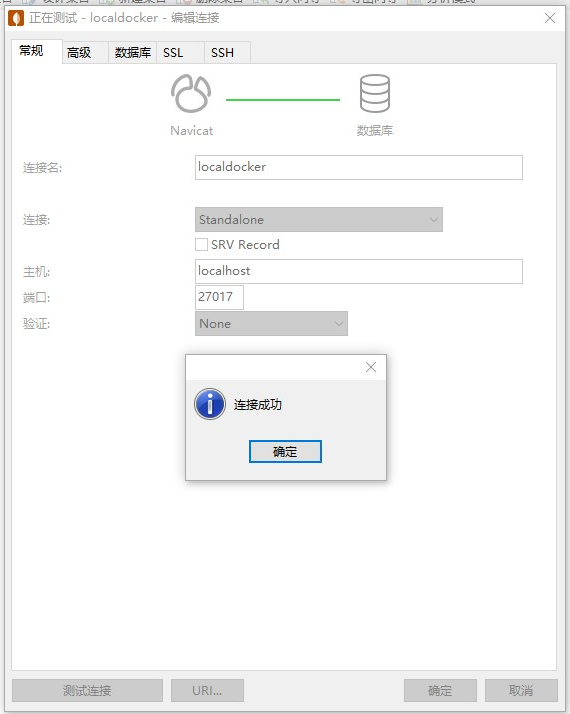 正在测试 - localdocker - 编辑连接
常规 高级 数据库 SSL SSH
Navicat 数据库
连接名: localdocker
连接: Standalone
SRV Record
主机: localhost
端口: 27017
验证: None
连接成功
确定
测试连接 URI... 确定 取消